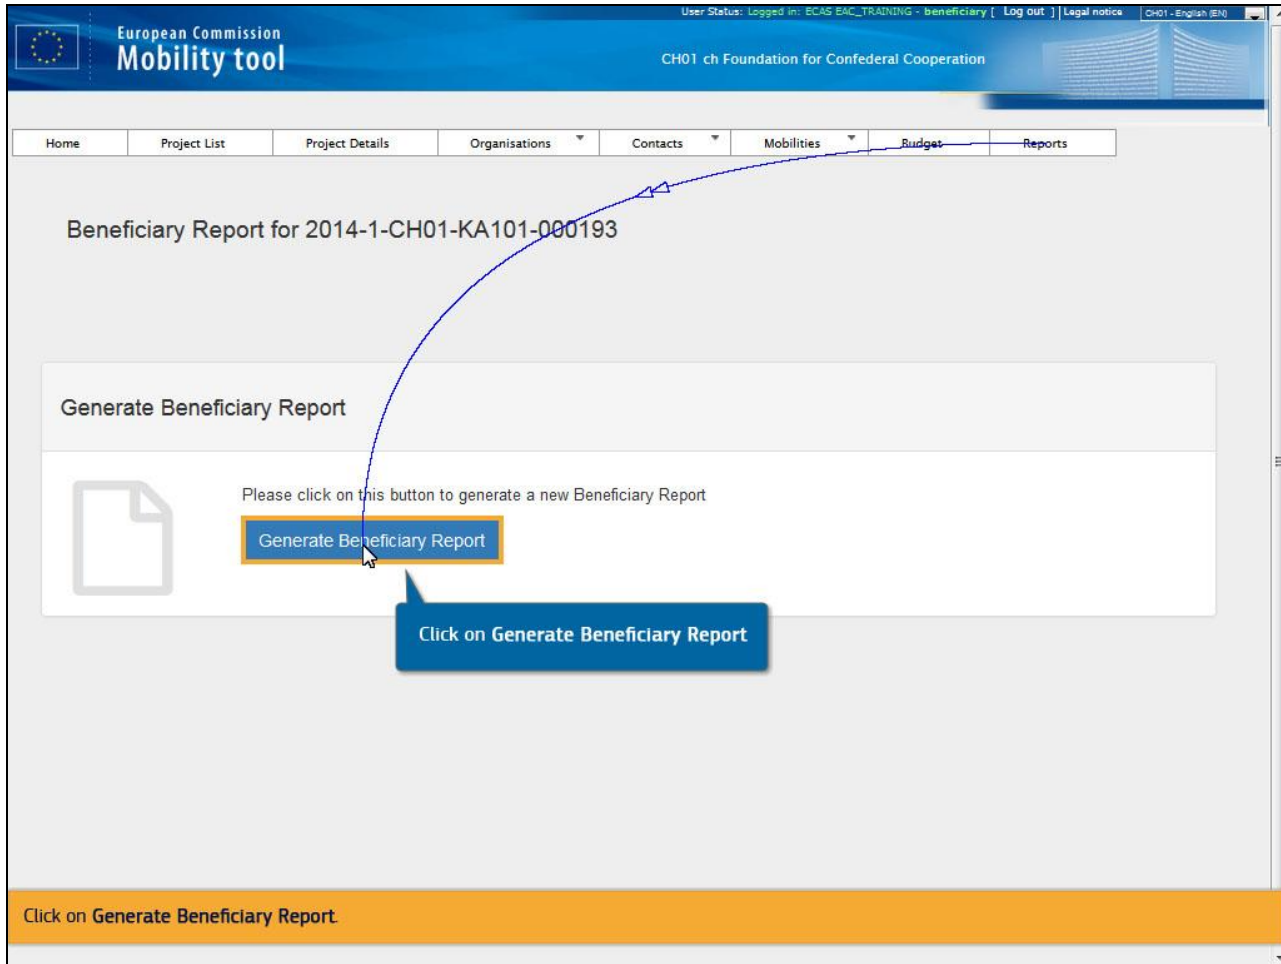 User Status: Logged in: ECAS EAC_TRAINING - beneficiary [ Log out ] | Legal notice CH01 - English (EN)
European Commission
Mobility tool
CH01 ch Foundation for Confederal Cooperation
Home Project List Project Details Organisations Contacts Mobilities Budget Reports
Beneficiary Report for 2014-1-CH01-KA101-000193
Generate Beneficiary Report
Please click on this button to generate a new Beneficiary Report
Generate Beneficiary Report
Click on Generate Beneficiary Report
Click on Generate Beneficiary Report.